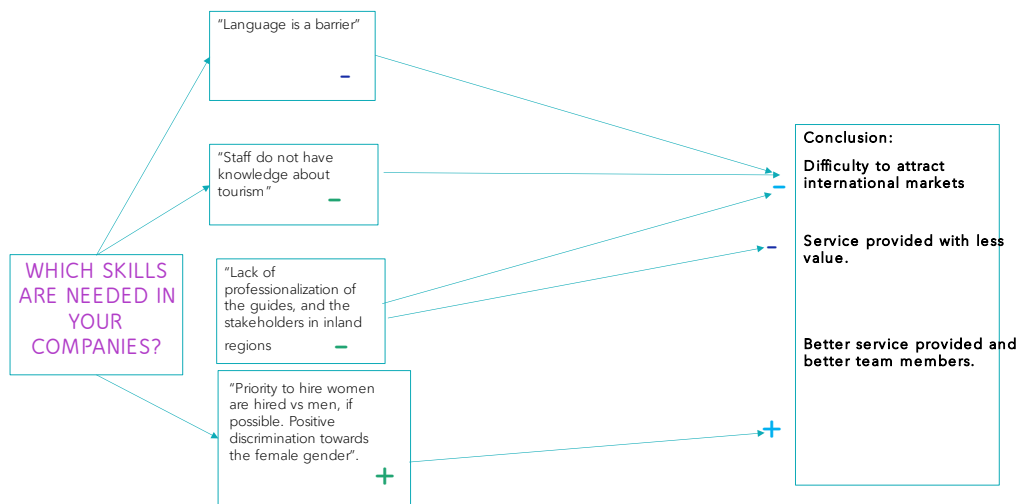 "Language is a barrier"
–
"Staff do not have
knowledge about
tourism"
–
WHICH SKILLS
ARE NEEDED IN
YOUR
COMPANIES?
"Lack of
professionalization of
the guides, and the
stakeholders in inland
regions –
"Priority to hire women
are hired vs men, if
possible. Positive
discrimination towards
the female gender".
+
Conclusion:
Difficulty to attract
international markets
–
– Service provided with less
value.
Better service provided and
better team members.
+